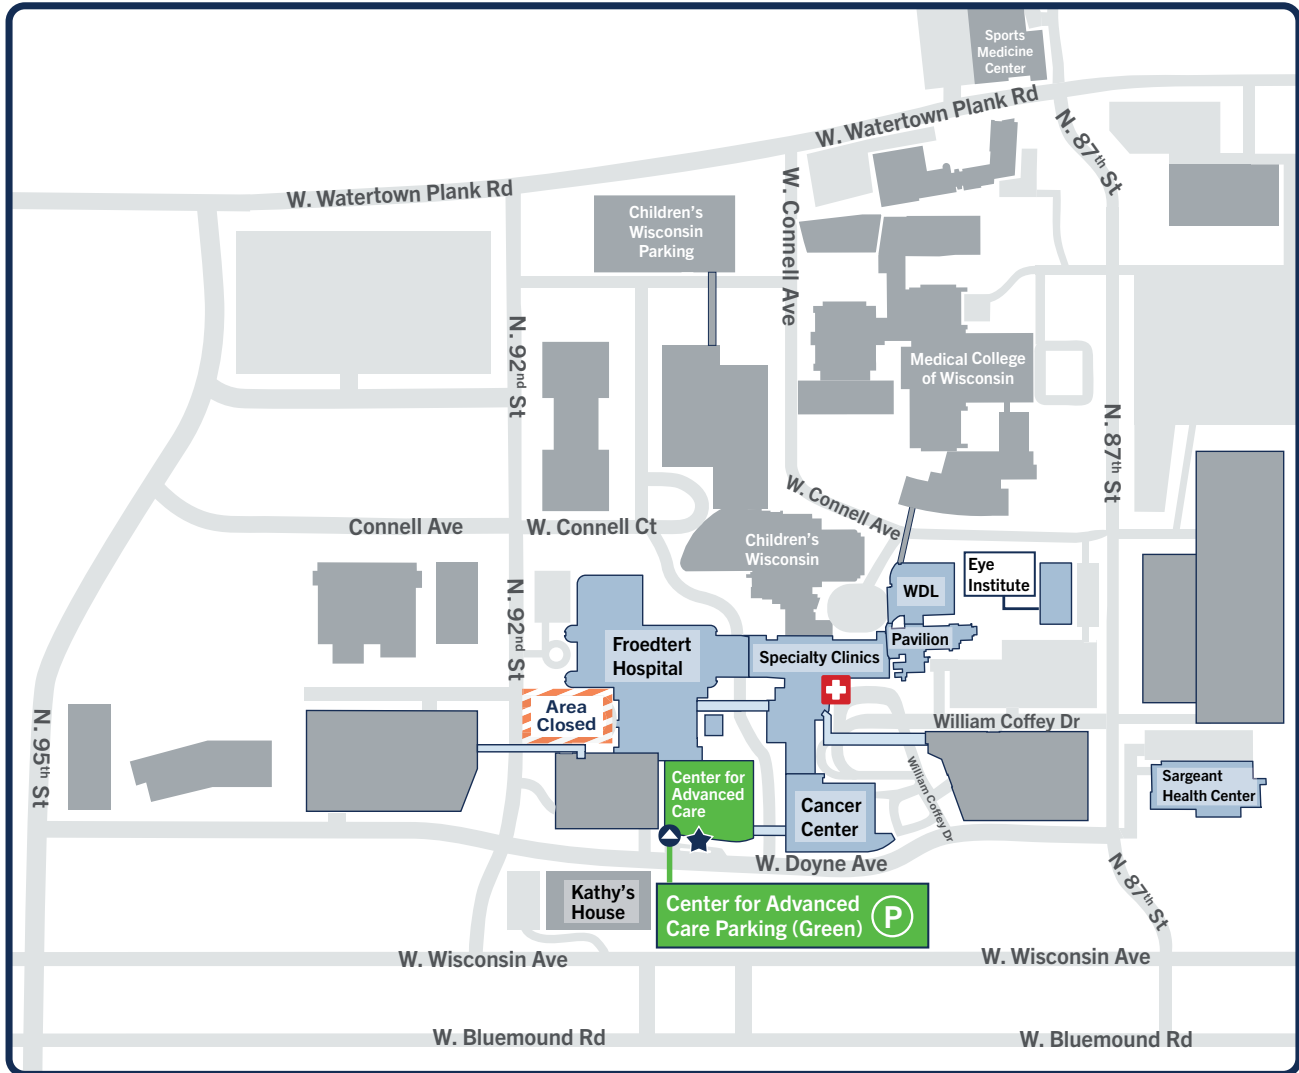 Sports
Medicine
Center
W. Watertown Plank Rd
N. 87th St
W. Watertown Plank Rd
Children's
Wisconsin
Parking
W. Connell Ave
N. 92nd St
Medical College
of Wisconsin
N. 87th St
W. Connell Ave
Connell Ave
W. Connell Ct
Children's
Wisconsin
Eye
Institute
WDL
N. 92nd St
Froedtert
Hospital
Specialty Clinics
Pavilion
Area
Closed
William Coffey Dr
N. 95th St
Center for
Advanced
Care
William Coffey Dr
Sargeant
Health Center
Cancer
Center
W. Doyne Ave
N. 87th St
Kathy's
House
Center for Advanced
Care Parking (Green)
P
W. Wisconsin Ave
W. Wisconsin Ave
W. Bluemound Rd
W. Bluemound Rd